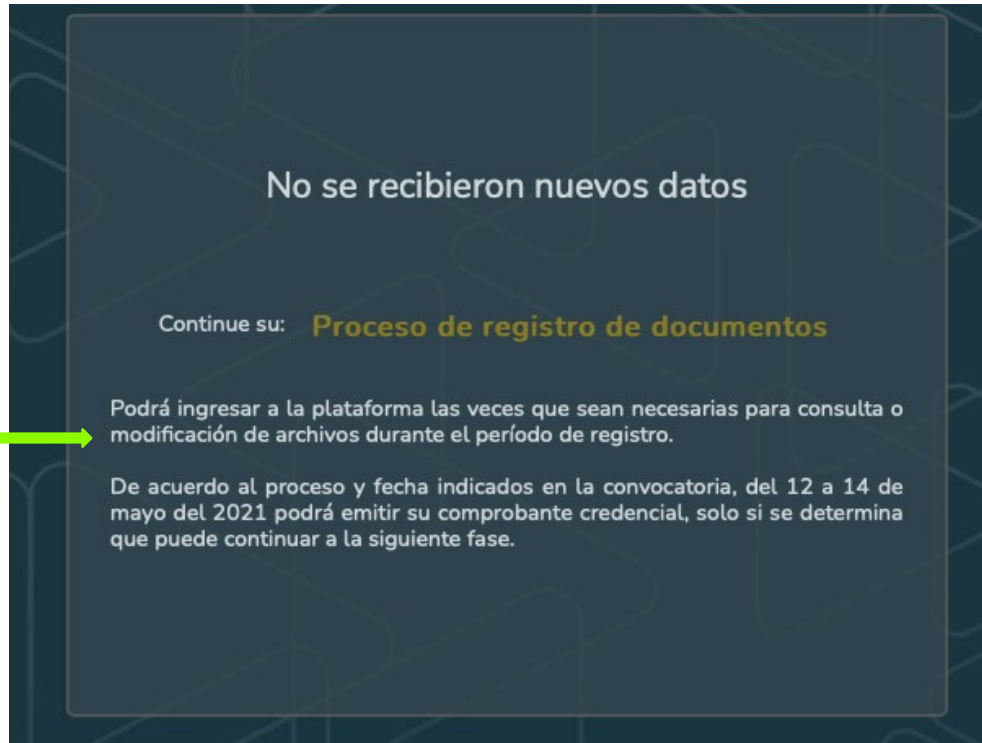 No se recibieron nuevos datos
Continue su: Proceso de registro de documentos
Podrá ingresar a la plataforma las veces que sean necesarias para consulta o
modificación de archivos durante el período de registro.
De acuerdo al proceso y fecha indicados en la convocatoria, del 12 a 14 de
mayo del 2021 podrá emitir su comprobante credencial, solo si se determina
que puede continuar a la siguiente fase.